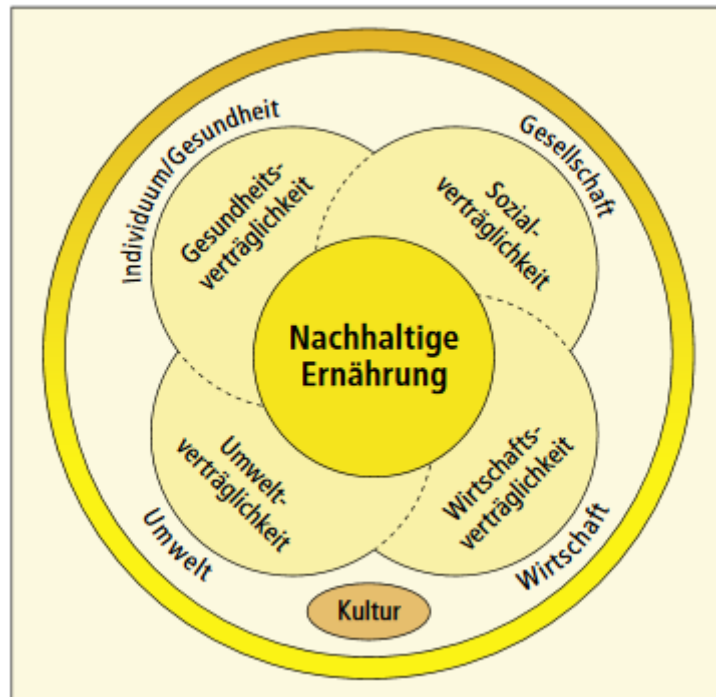 Individuum/Gesundheit
Gesellschaft
Gesundheits-
verträglichkeit
Sozial-
verträglichkeit
Nachhaltige
Ernährung
Umwelt-
verträglichkeit
Wirtschafts-
verträglichkeit
Umwelt
Wirtschaft
Kultur